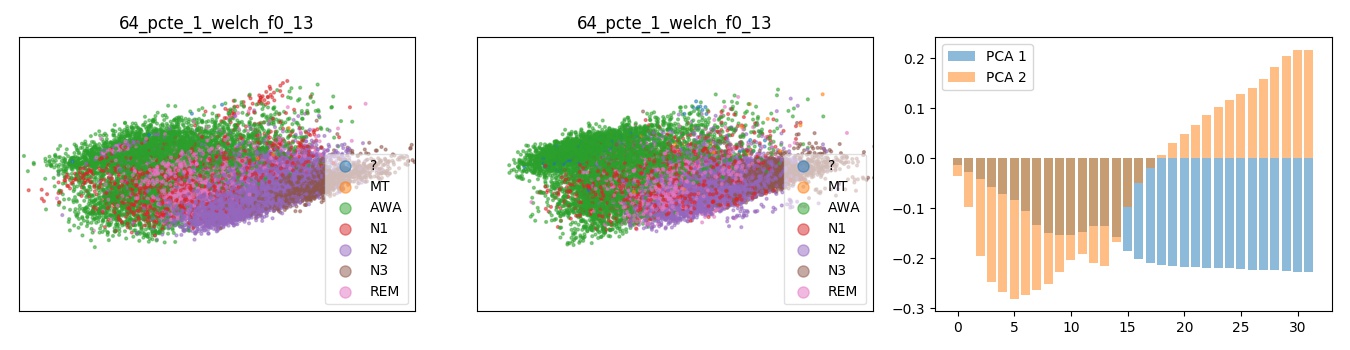 64_pcte_1_welch_f0_13
?
MT
AWA
N1
N2
N3
REM
64_pcte_1_welch_f0_13
?
MT
AWA
N1
N2
N3
REM
PCA 1
PCA 2
0.2
0.1
0.0
−0.1
−0.2
−0.3
0 5 10 15 20 25 30